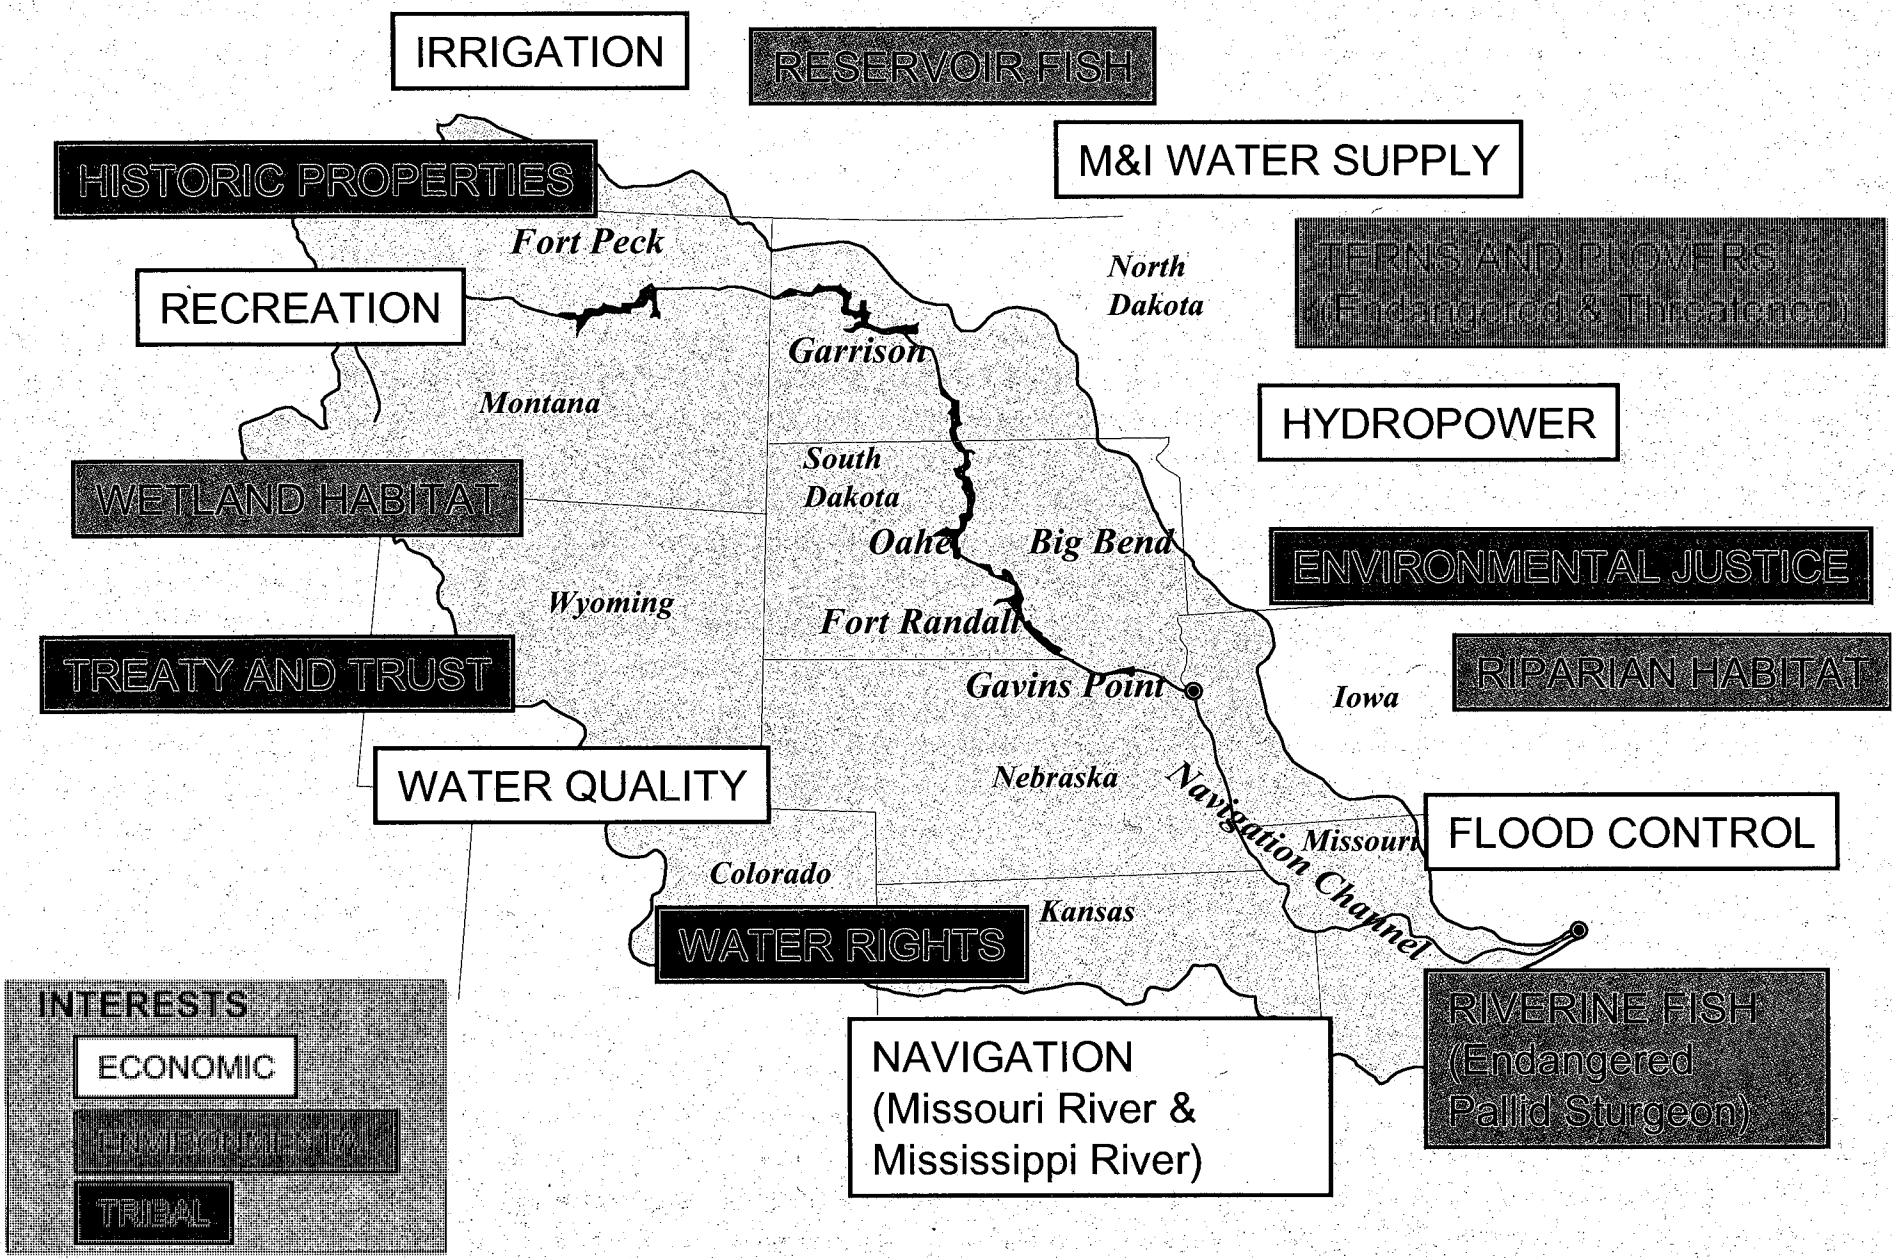 IRRIGATION
RESERVOIR FISH
M&I WATER SUPPLY
HISTORIC PROPERTIES
Fort Peck
TERNS AND PLOVERS
(Endangered & Threatened)
North
Dakota
RECREATION
Garrison
Montana
HYDROPOWER
South
Dakota
WETLAND HABITAT
Oahe
Big Bend
ENVIRONMENTAL JUSTICE
Wyoming
Fort Randall
TREATY AND TRUST
RIPARIAN HABITAT
Gavins Point
Iowa
WATER QUALITY
Nebraska
Navigation Channel
Missouri
FLOOD CONTROL
Colorado
Kansas
WATER RIGHTS
INTERESTS
ECONOMIC
ENVIRONMENTAL
TRIBAL
NAVIGATION
(Missouri River &
Mississippi River)
RIVERINE FISH
(Endangered
Pallid Sturgeon)